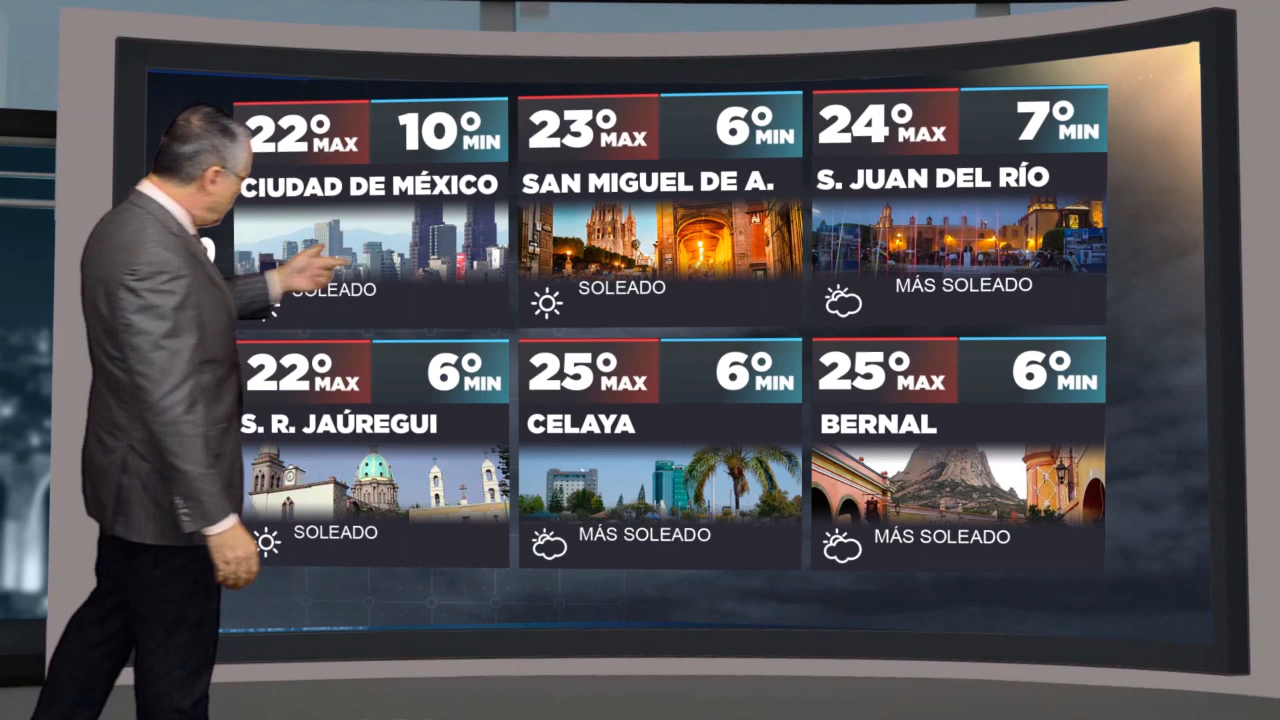 22° MAX 10° MIN
CIUDAD DE MÉXICO
SOLEADO
23° MAX 6° MIN
SAN MIGUEL DE A.
SOLEADO
24° MAX 7° MIN
S. JUAN DEL RÍO
MÁS SOLEADO
22° MAX 6° MIN
S. R. JAÚREGUI
SOLEADO
25° MAX 6° MIN
CELAYA
MÁS SOLEADO
25° MAX 6° MIN
BERNAL
MÁS SOLEADO